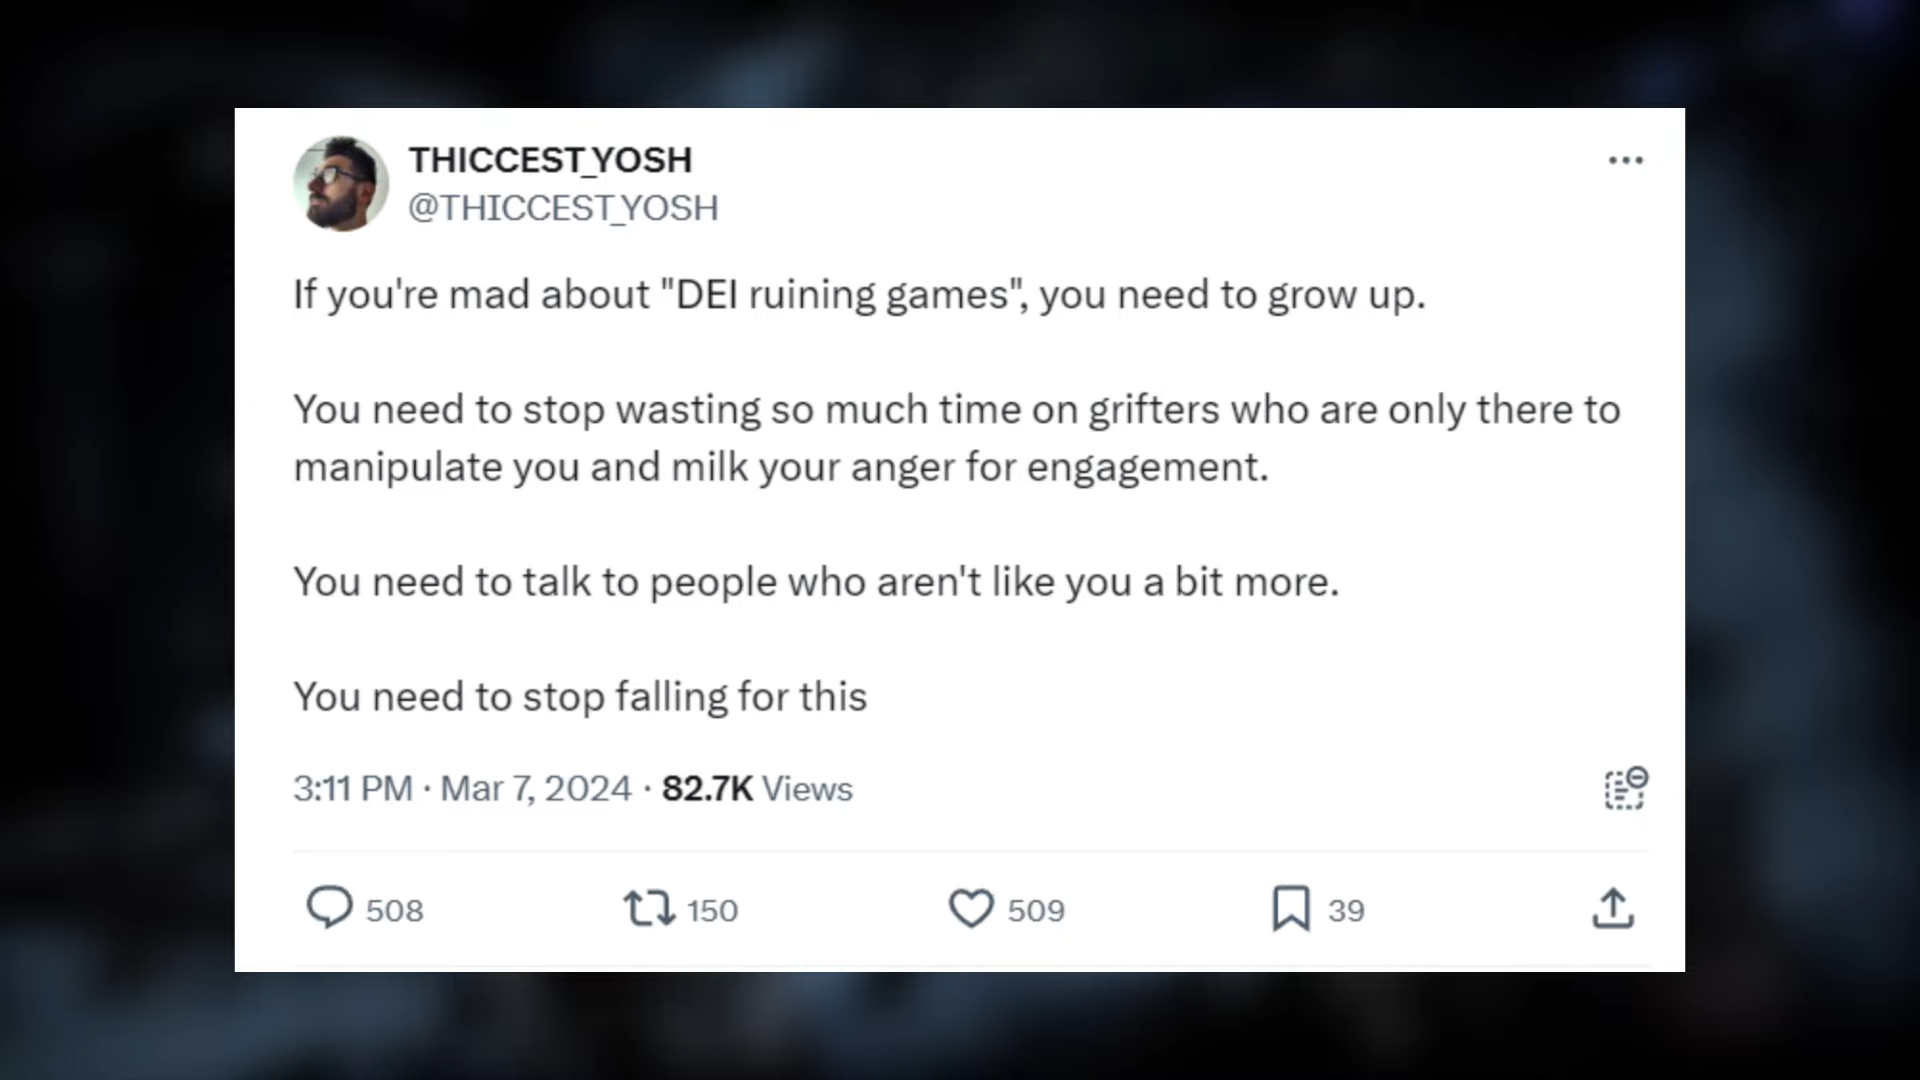 THICCEST_YOSH
@THICCEST_YOSH
If you're mad about "DEI ruining games", you need to grow up.
You need to stop wasting so much time on grifters who are only there to
manipulate you and milk your anger for engagement.
You need to talk to people who aren't like you a bit more.
You need to stop falling for this
3:11 PM · Mar 7, 2024 · 82.7K Views
508 150 509 39